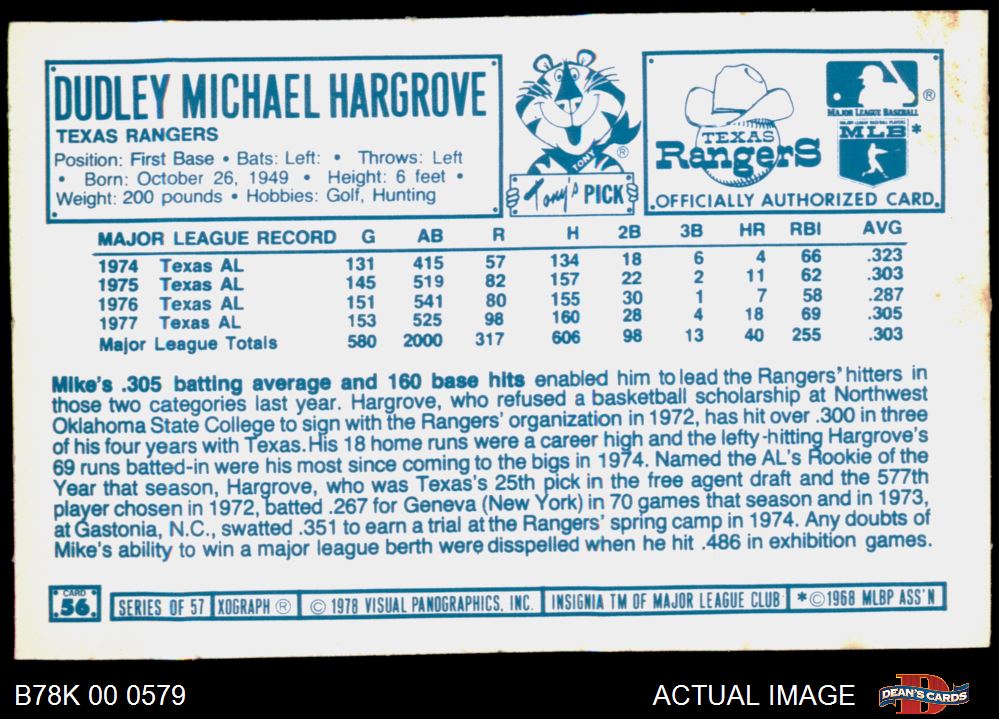 DUDLEY MICHAEL HARGROVE
TEXAS RANGERS
Position: First Base • Bats: Left: • Throws: Left
• Born: October 26, 1949 • Height: 6 feet •
Weight: 200 pounds • Hobbies: Golf, Hunting
TONY
®
Tony's PICK
TEXAS
RangerS
®
MAJOR LEAGUE BASEBALL
MAJOR LEAGUE BASEBALL PLAYERS
MLB*
OFFICIALLY AUTHORIZED CARD.
MAJOR LEAGUE RECORD G AB R H 2B 3B HR RBI AVG
1974 Texas AL 131 415 57 134 18 6 4 66 .323
1975 Texas AL 145 519 82 157 22 2 11 62 .303
1976 Texas AL 151 541 80 155 30 1 7 58 .287
1977 Texas AL 153 525 98 160 28 4 18 69 .305
Major League Totals 580 2000 317 606 98 13 40 255 .303
Mike's .305 batting average and 160 base hits enabled him to lead the Rangers' hitters in
those two categories last year. Hargrove, who refused a basketball scholarship at Northwest
Oklahoma State College to sign with the Rangers' organization in 1972, has hit over .300 in three
of his four years with Texas. His 18 home runs were a career high and the lefty-hitting Hargrove's
69 runs batted-in were his most since coming to the bigs in 1974. Named the AL's Rookie of the
Year that season, Hargrove, who was Texas's 25th pick in the free agent draft and the 577th
player chosen in 1972, batted .267 for Geneva (New York) in 70 games that season and in 1973,
at Gastonia, N.C., swatted .351 to earn a trial at the Rangers' spring camp in 1974. Any doubts of
Mike's ability to win a major league berth were dispelled when he hit .486 in exhibition games.
CARD
56
SERIES OF 57 XOGRAPH ® © 1978 VISUAL PANOGRAPHICS, INC. INSIGNIA TM OF MAJOR LEAGUE CLUB *©1968 MLBP ASS'N
B78K 00 0579
ACTUAL IMAGE
D
DEAN'S CARDS